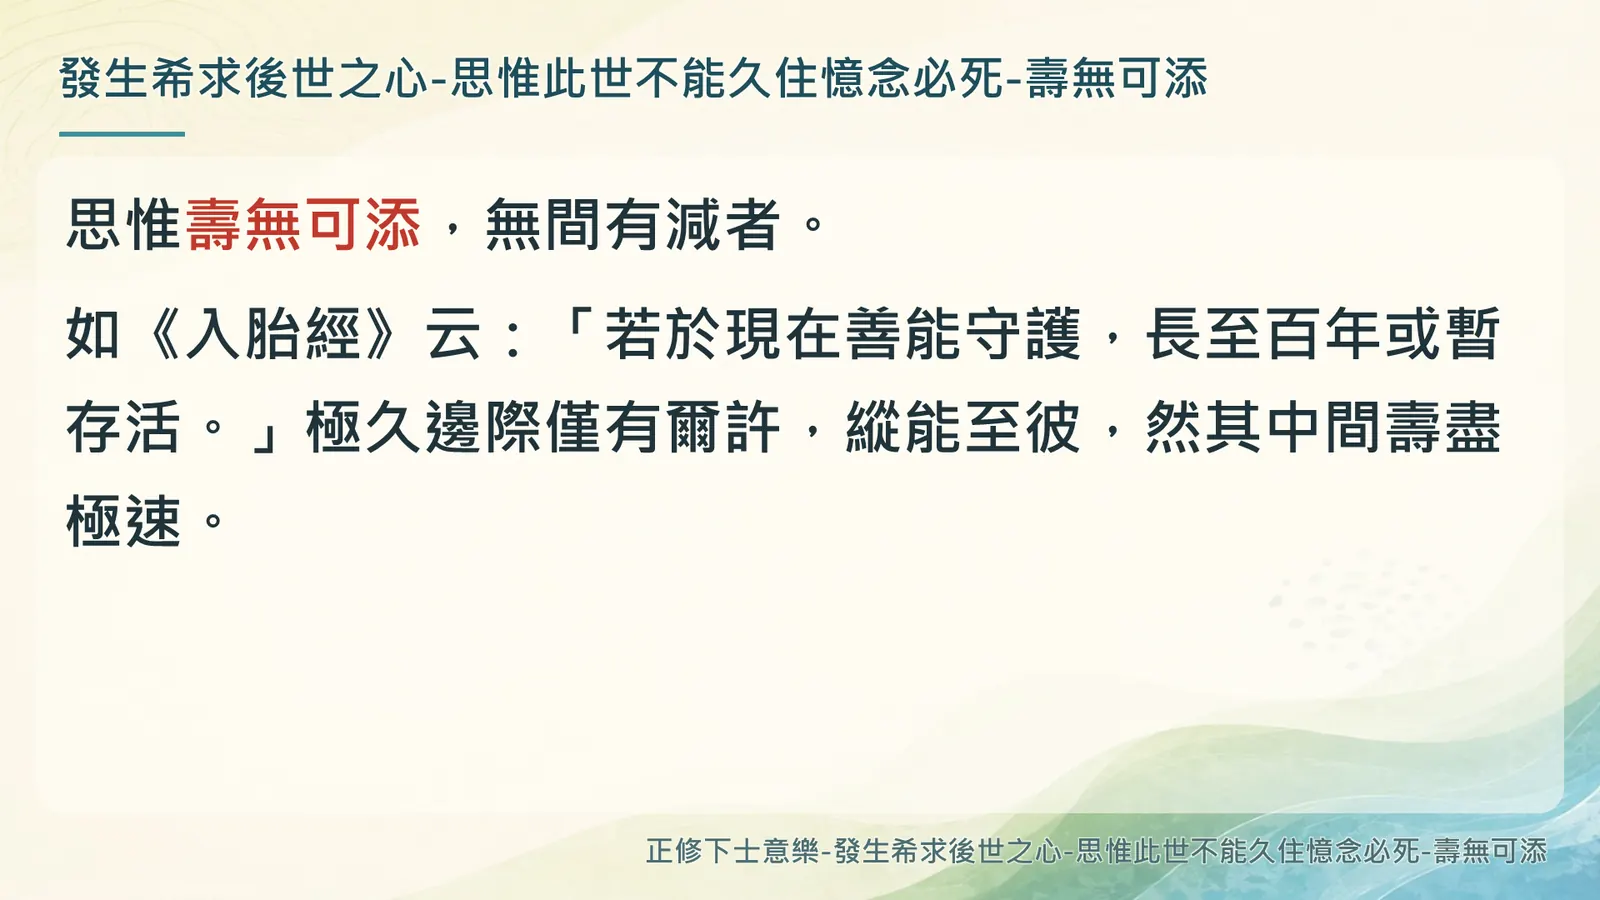 發生希求後世之心-思惟此世不能久住憶念必死-壽無可添
思惟壽無可添，無間有減者。
如《入胎經》云：「若於現在善能守護，長至百年或暫
存活。」極久邊際僅有爾許，縱能至彼，然其中間壽盡
極速。
正修下士意樂-發生希求後世之心-思惟此世不能久住憶念必死-壽無可添